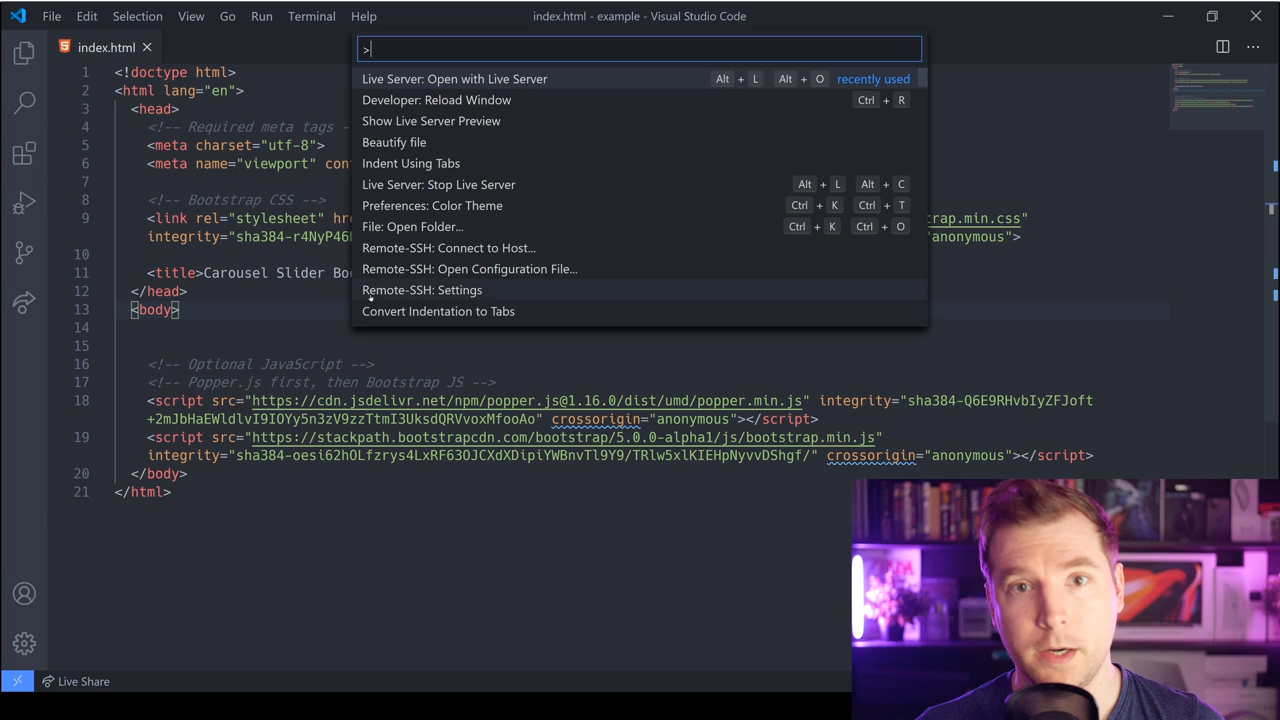 File Edit Selection View Go Run Terminal Help
index.html - example - Visual Studio Code
index.html
>
Live Server: Open with Live Server Alt + L Alt + O recently used
Developer: Reload Window Ctrl + R
Show Live Server Preview
Beautify file
Indent Using Tabs
Live Server: Stop Live Server Alt + L Alt + C
Preferences: Color Theme Ctrl + K Ctrl + T
File: Open Folder... Ctrl + K Ctrl + O
Remote-SSH: Connect to Host...
Remote-SSH: Open Configuration File...
Remote-SSH: Settings
Convert Indentation to Tabs
1 <!doctype html>
2 <html lang="en">
3 <head>
4 <!-- Required meta tags
5 <meta charset="utf-8">
6 <meta name="viewport"
7
8 <!-- Bootstrap CSS -->
9 <link rel="stylesheet" rap.min.css"
"anonymous">
10
11 <title>Carousel Slider
12 </head>
13 <body>
14
15
16 <!-- Optional JavaScript -->
17 <!-- Popper.js first, then Bootstrap JS -->
18 <script src="https://cdn.jsdelivr.net/npm/popper.js@1.16.0/dist/umd/popper.min.js" integrity="sha384-Q6E9RHvbIyZFJoft
+2mJbHaEWldlvI9IOYy5n3zV9zzTtmI3UksdQRVvoxMfooAo" crossorigin="anonymous"></script>
19 <script src="https://stackpath.bootstrapcdn.com/bootstrap/5.0.0-alpha1/js/bootstrap.min.js"
integrity="sha384-oesi62hOLfzrys4LxRF63OJCXdXDipiYWBnvTl9Y9/TRlw5xlKIEHpNyvvDShgf/" crossorigin="anonymous"></script>
20 </body>
21 </html>
Live Share